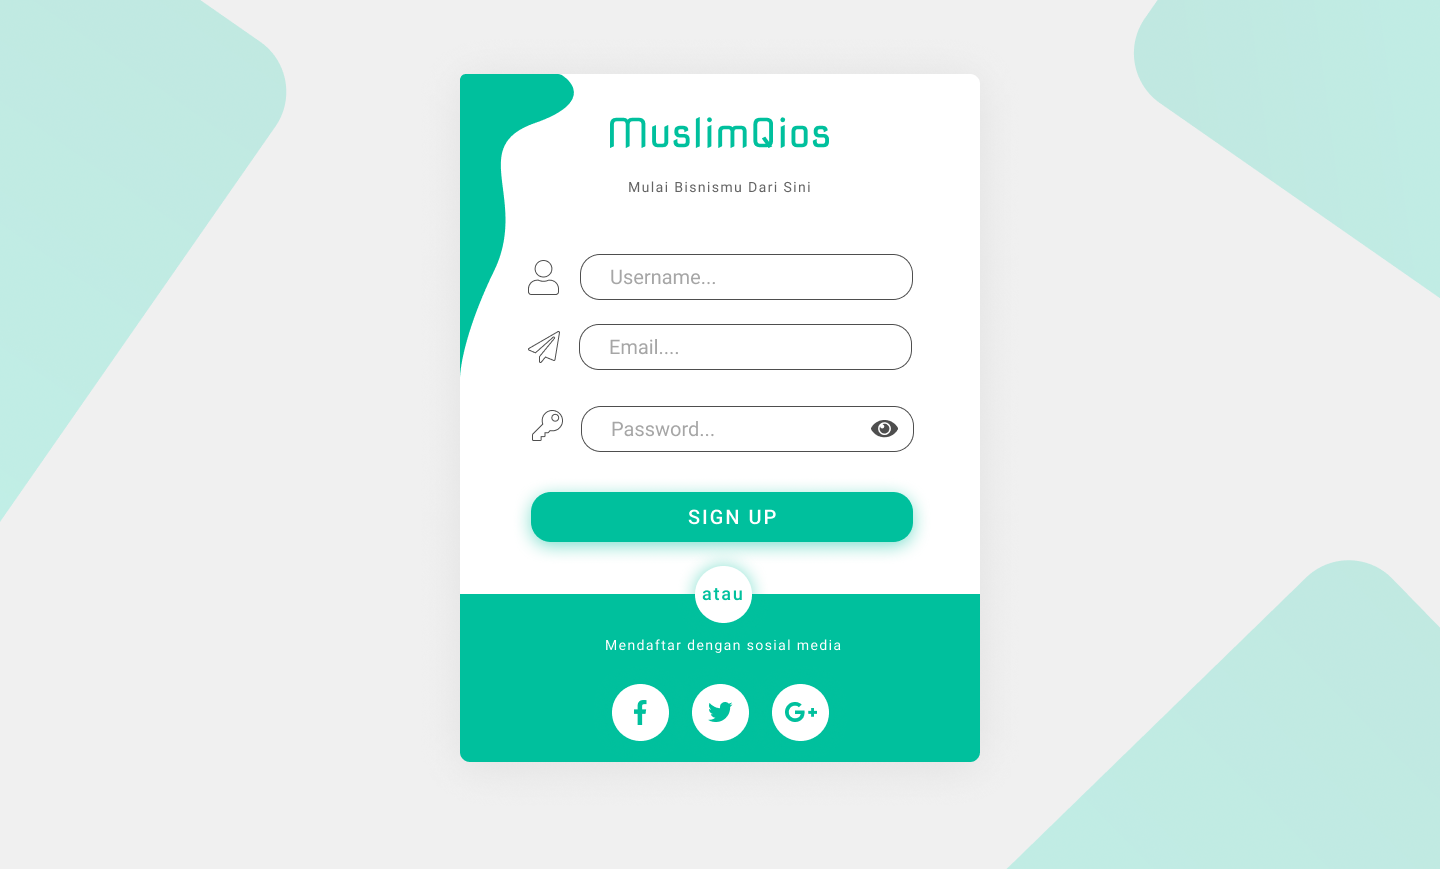 MuslimQios
Mulai Bisnismu Dari Sini
Username...
Email....
Password...
SIGN UP
atau
Mendaftar dengan sosial media